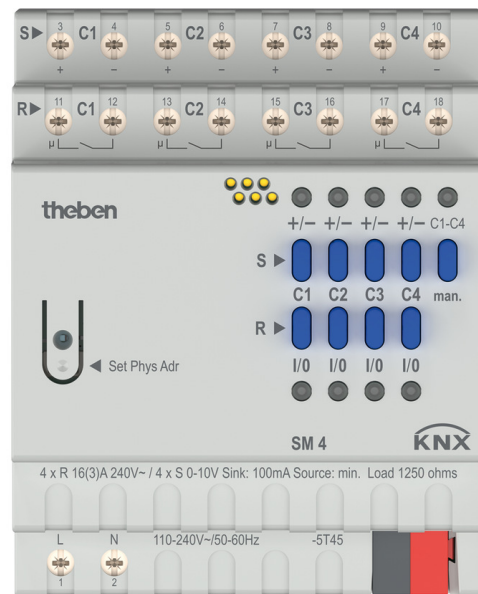 3 4 5 6 7 8 9 10
S C1 C2 C3 C4
+ − + − + − + −
11 12 13 14 15 16 17 18
R C1 C2 C3 C4
µ µ µ µ
theben
+/− +/− +/− +/− C1-C4
S
C1 C2 C3 C4 man.
R
Set Phys Adr
I/0 I/0 I/0 I/0
SM 4 KNX
4 x R 16(3)A 240V~ / 4 x S 0-10V Sink: 100mA Source: min. Load 1250 ohms
L N 110-240V~/50-60Hz -5T45
1 2